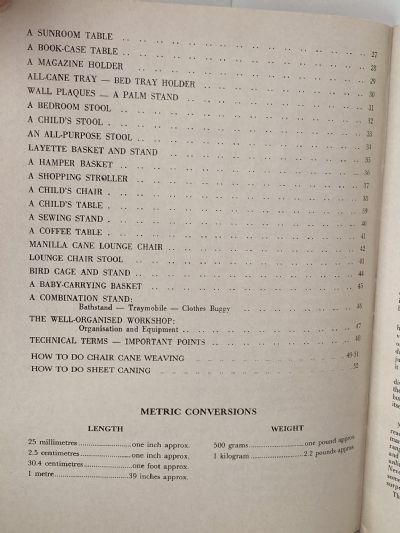 A SUNROOM TABLE .. .. .. .. .. .. .. .. 27
A BOOK-CASE TABLE .. .. .. .. .. .. .. .. 28
A MAGAZINE HOLDER .. .. .. .. .. .. .. .. 29
ALL-CANE TRAY — BED TRAY HOLDER .. .. .. .. .. 30
WALL PLAQUES — A PALM STAND .. .. .. .. .. .. 31
A BEDROOM STOOL .. .. .. .. .. .. .. .. 32
A CHILD'S STOOL . .. .. .. .. .. .. .. .. 33
AN ALL-PURPOSE STOOL .. .. .. .. .. .. .. .. 34
LAYETTE BASKET AND STAND .. .. .. .. .. .. .. 35
A HAMPER BASKET .. .. .. .. .. .. .. .. 36
A SHOPPING STROLLER .. .. .. .. .. .. .. .. 37
A CHILD'S CHAIR . .. .. .. .. .. .. .. .. 38
A CHILD'S TABLE . .. .. .. .. .. .. .. .. 39
A SEWING STAND . .. .. .. .. .. .. .. .. 40
A COFFEE TABLE . .. .. .. .. .. .. .. .. 41
MANILLA CANE LOUNGE CHAIR .. .. .. .. .. .. .. 42
LOUNGE CHAIR STOOL .. .. .. .. .. .. .. .. 43
BIRD CAGE AND STAND .. .. .. .. .. .. .. .. 44
A BABY-CARRYING BASKET .. .. .. .. .. .. .. 45
A COMBINATION STAND:
Bathstand — Traymobile — Clothes Buggy .. .. .. .. .. 46
THE WELL-ORGANISED WORKSHOP:
Organisation and Equipment .. .. .. .. .. .. 47
TECHNICAL TERMS — IMPORTANT POINTS .. .. .. .. .. 48
HOW TO DO CHAIR CANE WEAVING ........ 49-51
HOW TO DO SHEET CANING ........ 52
METRIC CONVERSIONS
LENGTH
25 millimetres ........ one inch approx.
2.5 centimetres ........ one inch approx.
30.4 centimetres ........ one foot approx.
1 metre ........ 39 inches approx.
WEIGHT
500 grams ........ one pound approx
1 kilogram ........ 2.2 pounds approx.